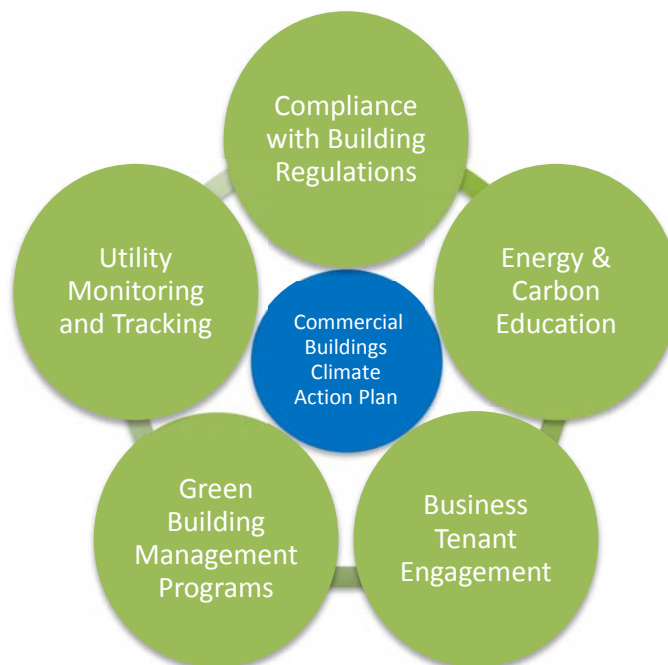 Compliance
with Building
Regulations
Utility
Monitoring
and Tracking
Energy &
Carbon
Education
Commercial
Buildings
Climate
Action Plan
Green
Building
Management
Programs
Business
Tenant
Engagement